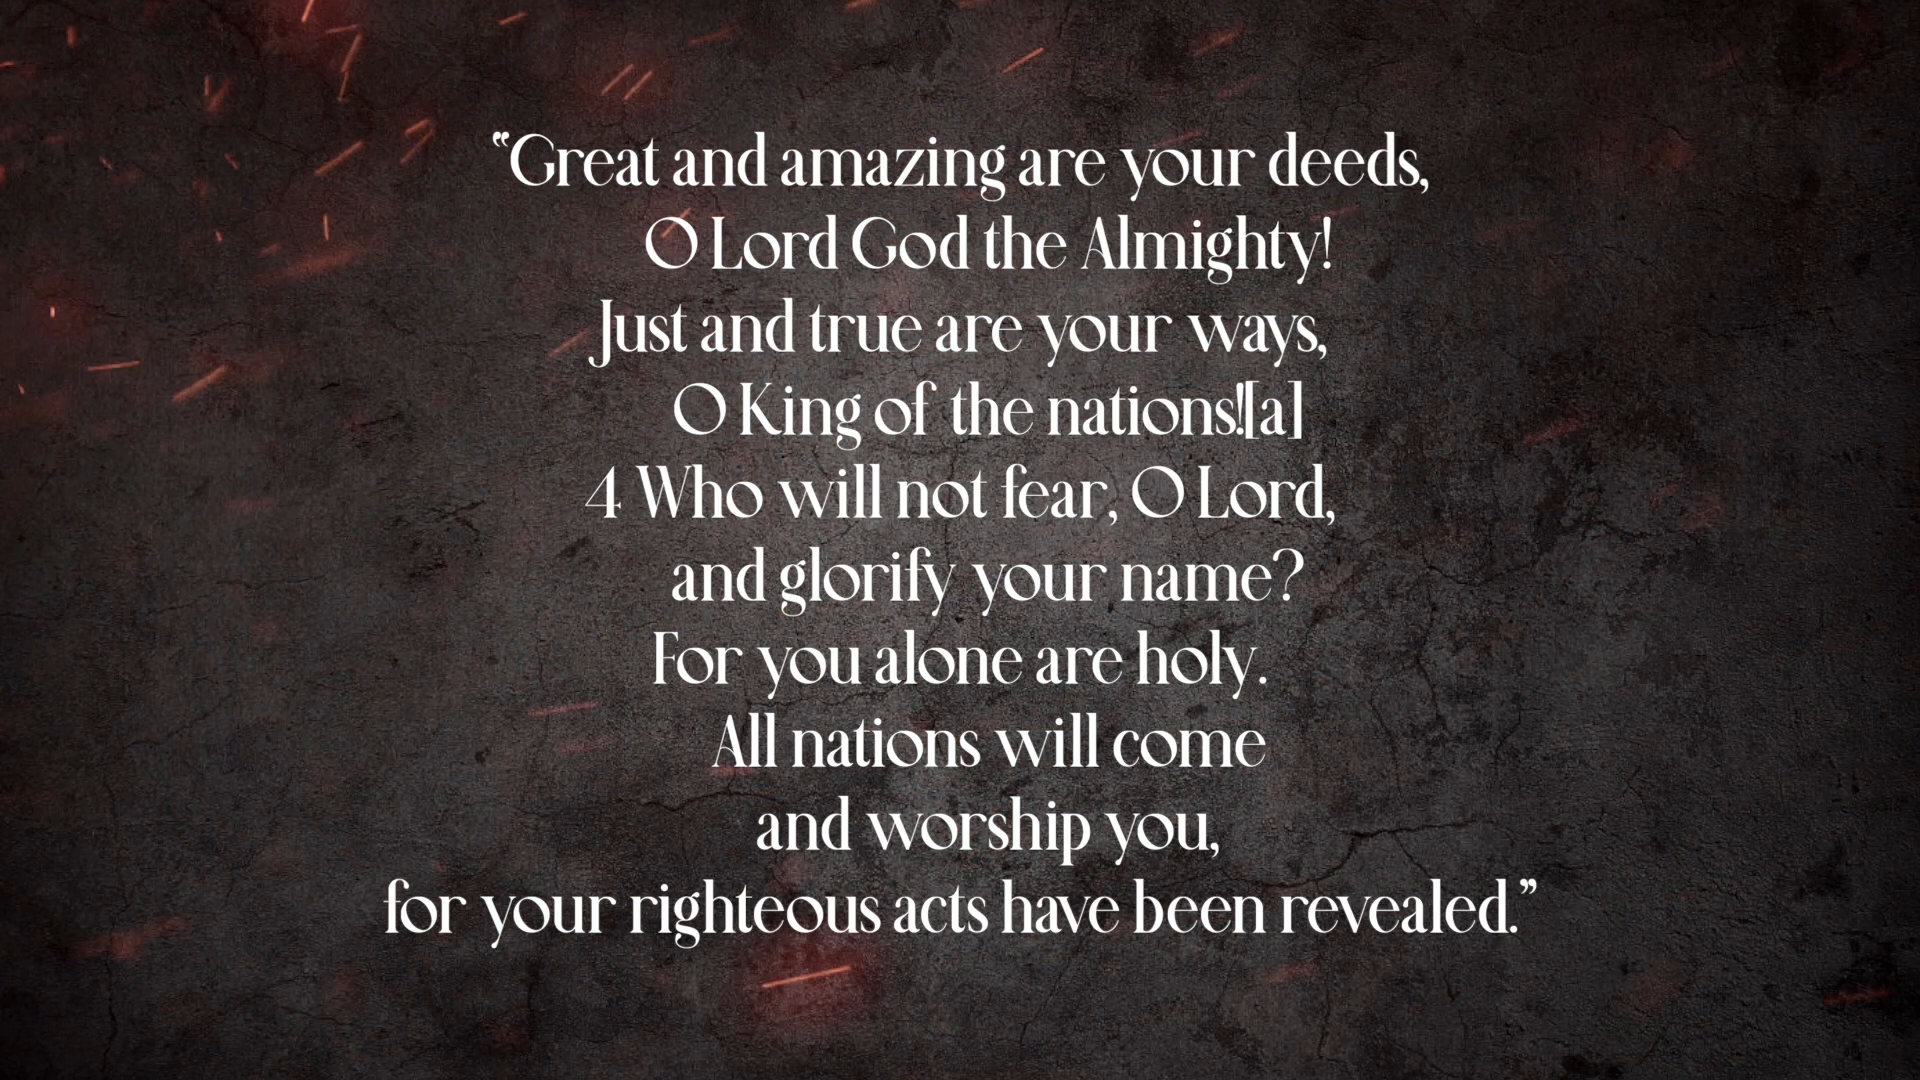 “Great and amazing are your deeds,
O Lord God the Almighty!
Just and true are your ways,
O King of the nations![a]
4 Who will not fear, O Lord,
and glorify your name?
For you alone are holy.
All nations will come
and worship you,
for your righteous acts have been revealed.”